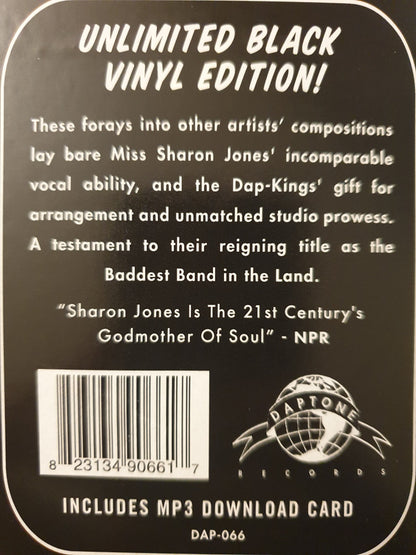 UNLIMITED BLACK
VINYL EDITION!
These forays into other artists' compositions
lay bare Miss Sharon Jones' incomparable
vocal ability, and the Dap-Kings' gift for
arrangement and unmatched studio prowess.
A testament to their reigning title as the
Baddest Band in the Land.
"Sharon Jones Is The 21st Century's
Godmother Of Soul" - NPR
DAPTONE
RECORDS
8 23134 90661 7
INCLUDES MP3 DOWNLOAD CARD
DAP-066